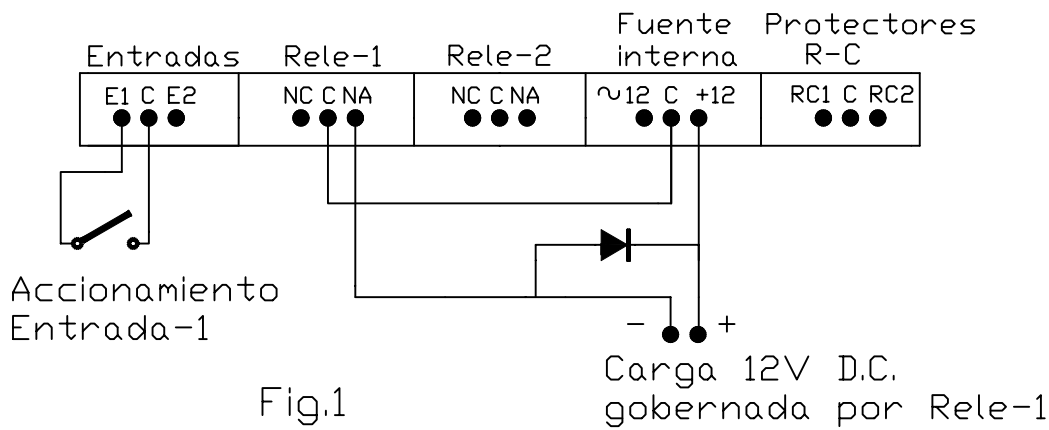 Fuente Protectores
Entradas Rele-1 Rele-2 interna R-C
E1 C E2 NC C NA NC C NA ~12 C +12 RC1 C RC2
Accionamiento
Entrada-1
- +
Carga 12V D.C.
gobernada por Rele-1
Fig.1